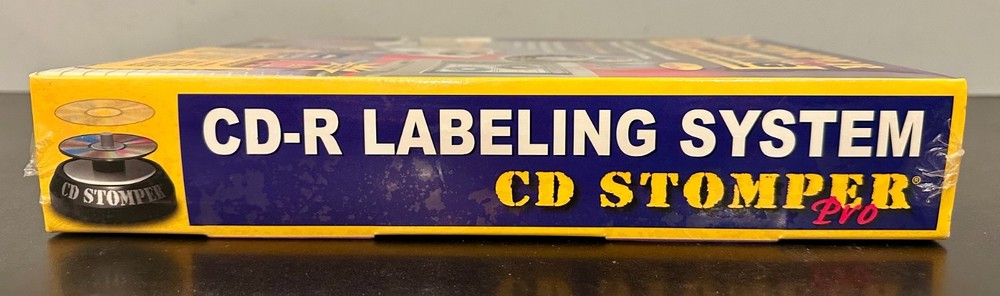 CD-R LABELING SYSTEM
CD STOMPER®
Pro
CD STOMPER